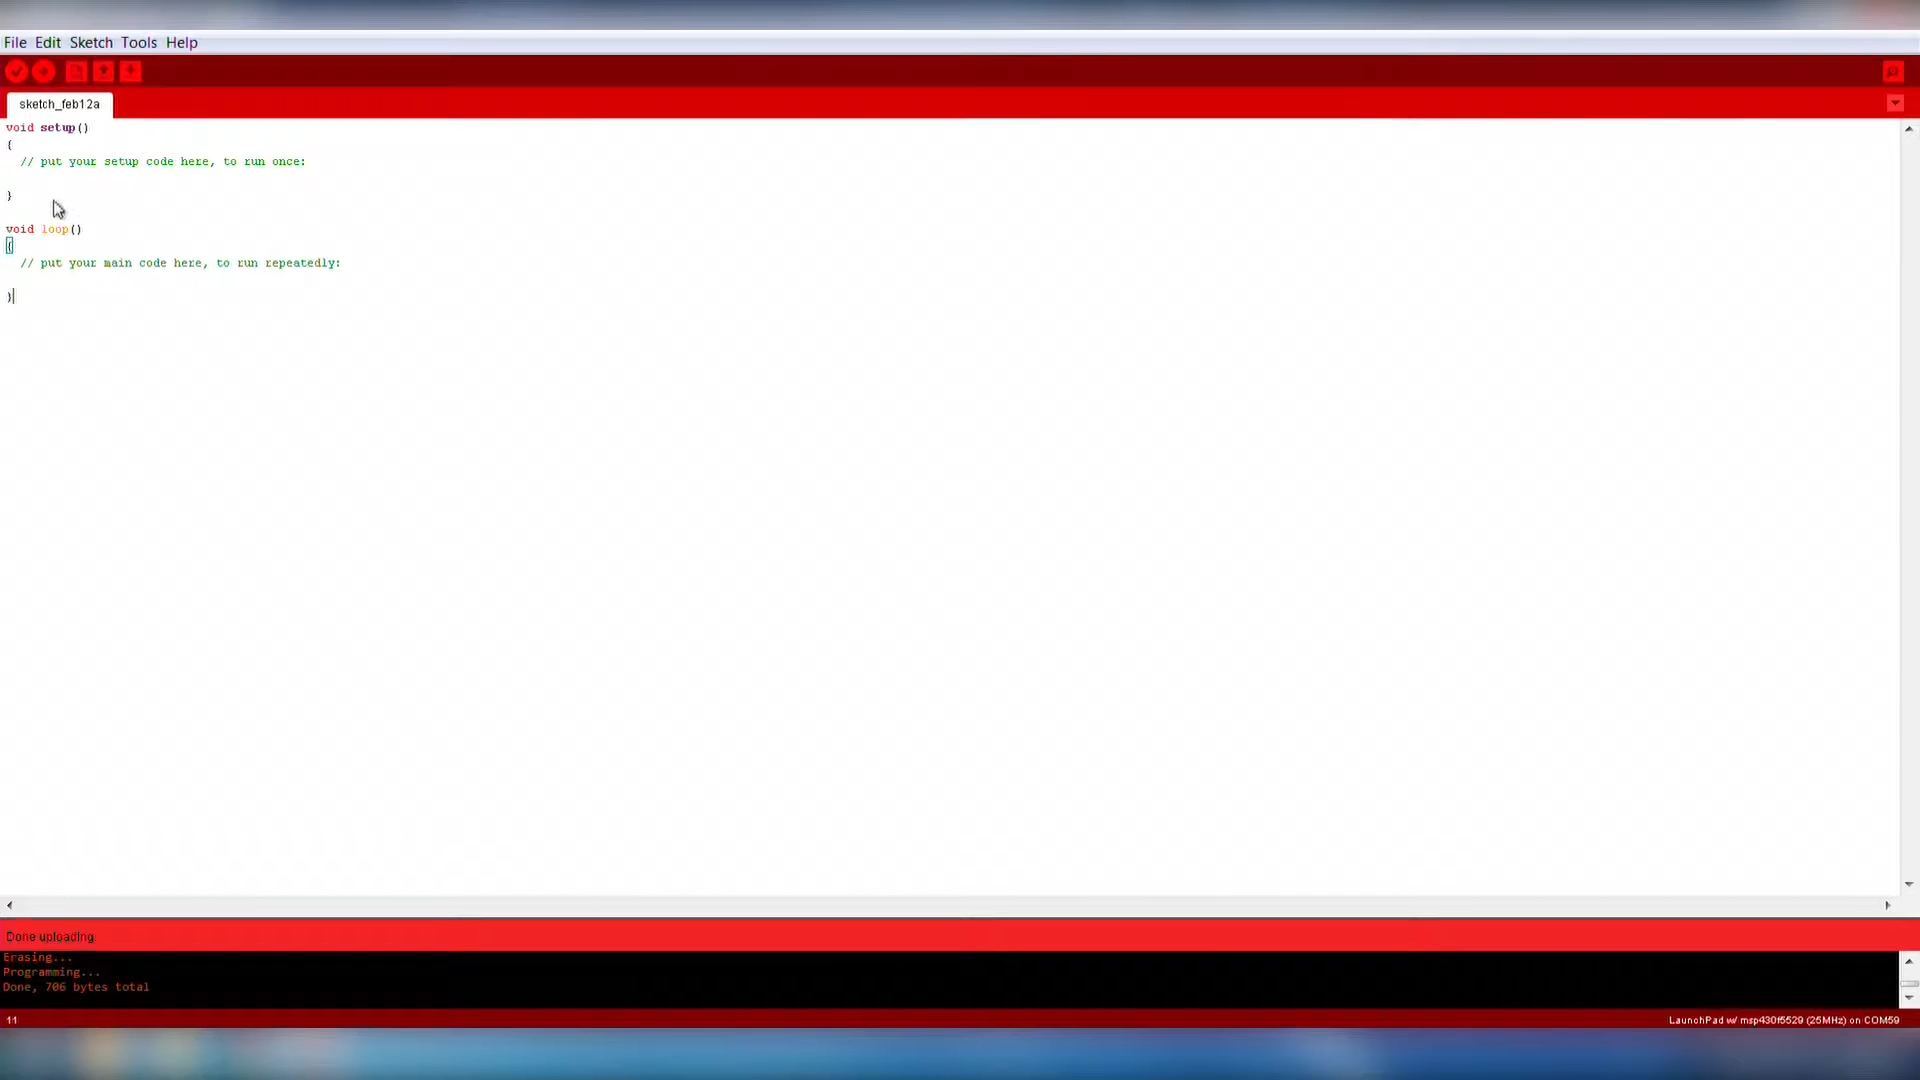 File Edit Sketch Tools Help
sketch_feb12a
void setup()
{
  // put your setup code here, to run once:
}
void loop()
{
  // put your main code here, to run repeatedly:
}
Done uploading.
Erasing...
Programming...
Done, 706 bytes total
11
LaunchPad w/ msp430f5529 (25MHz) on COM59